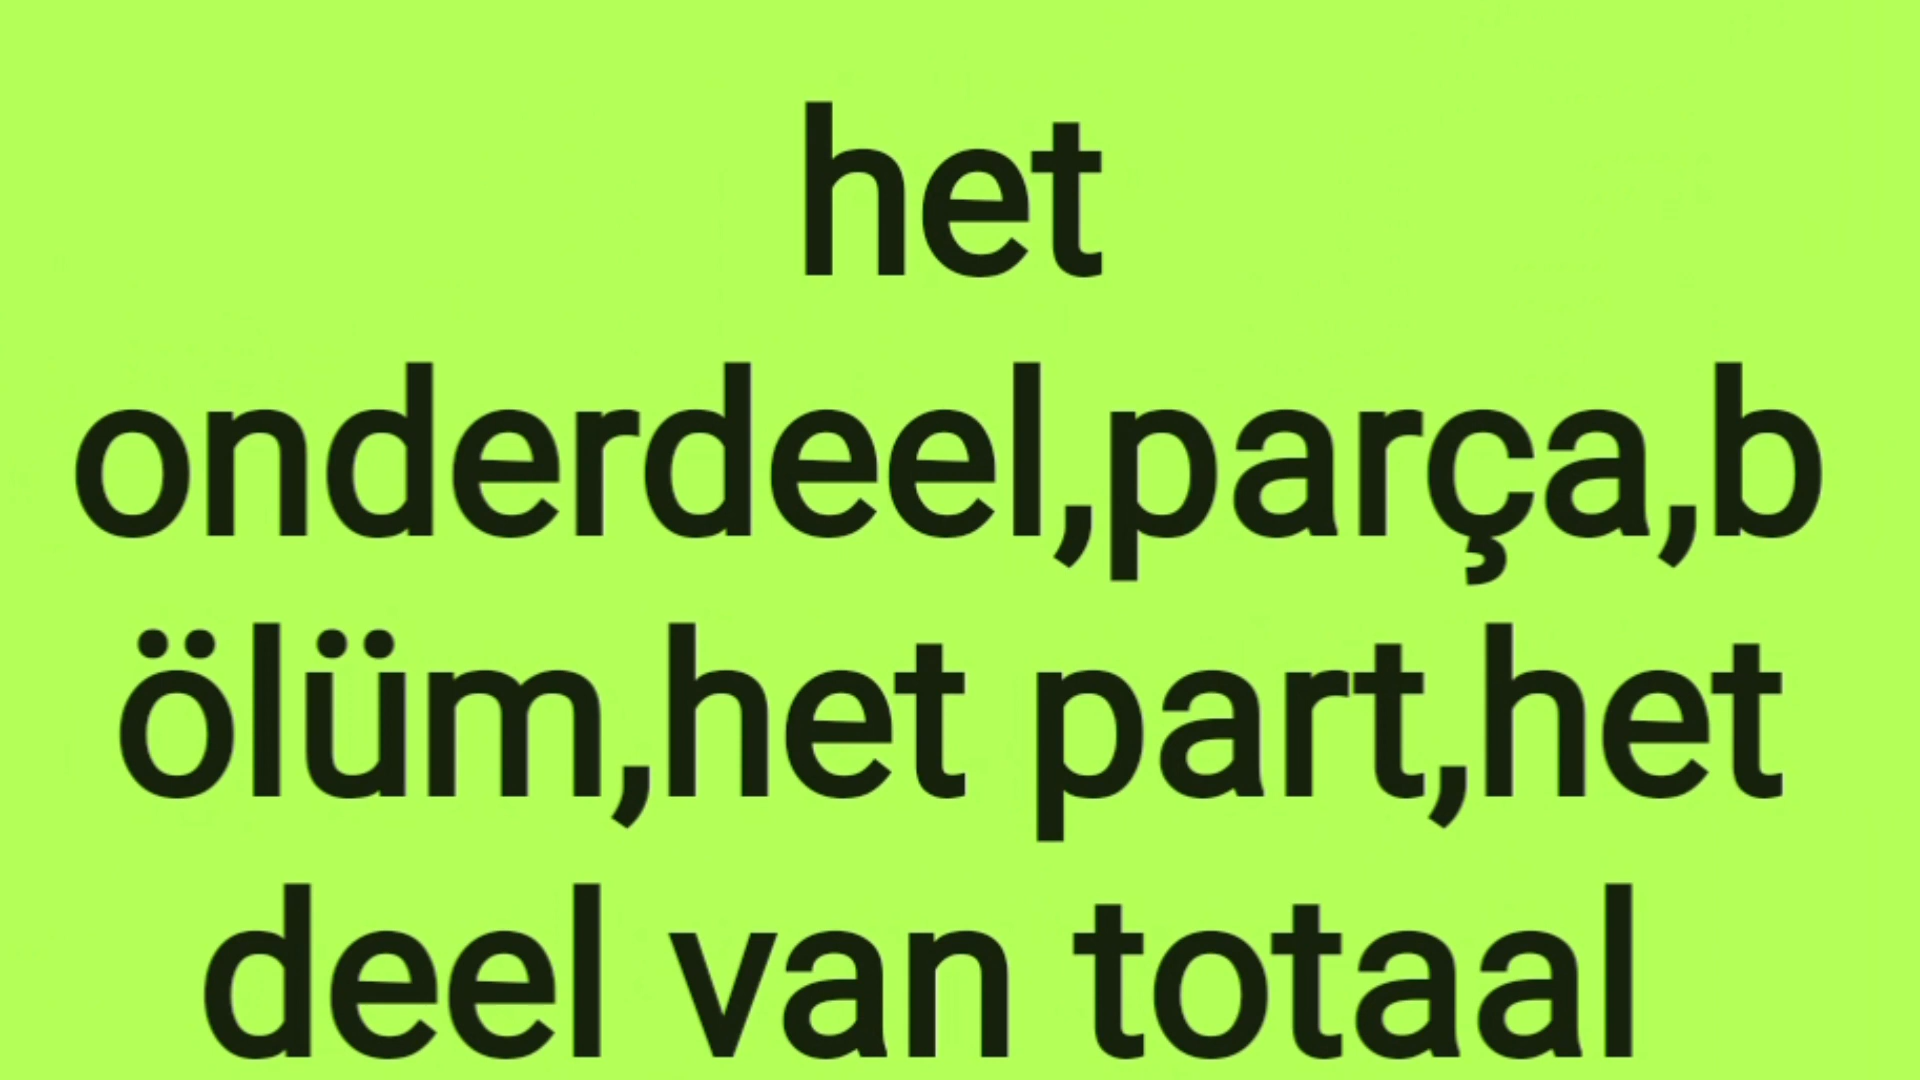 het
onderdeel,parça,b
ölüm,het part,het
deel van totaal